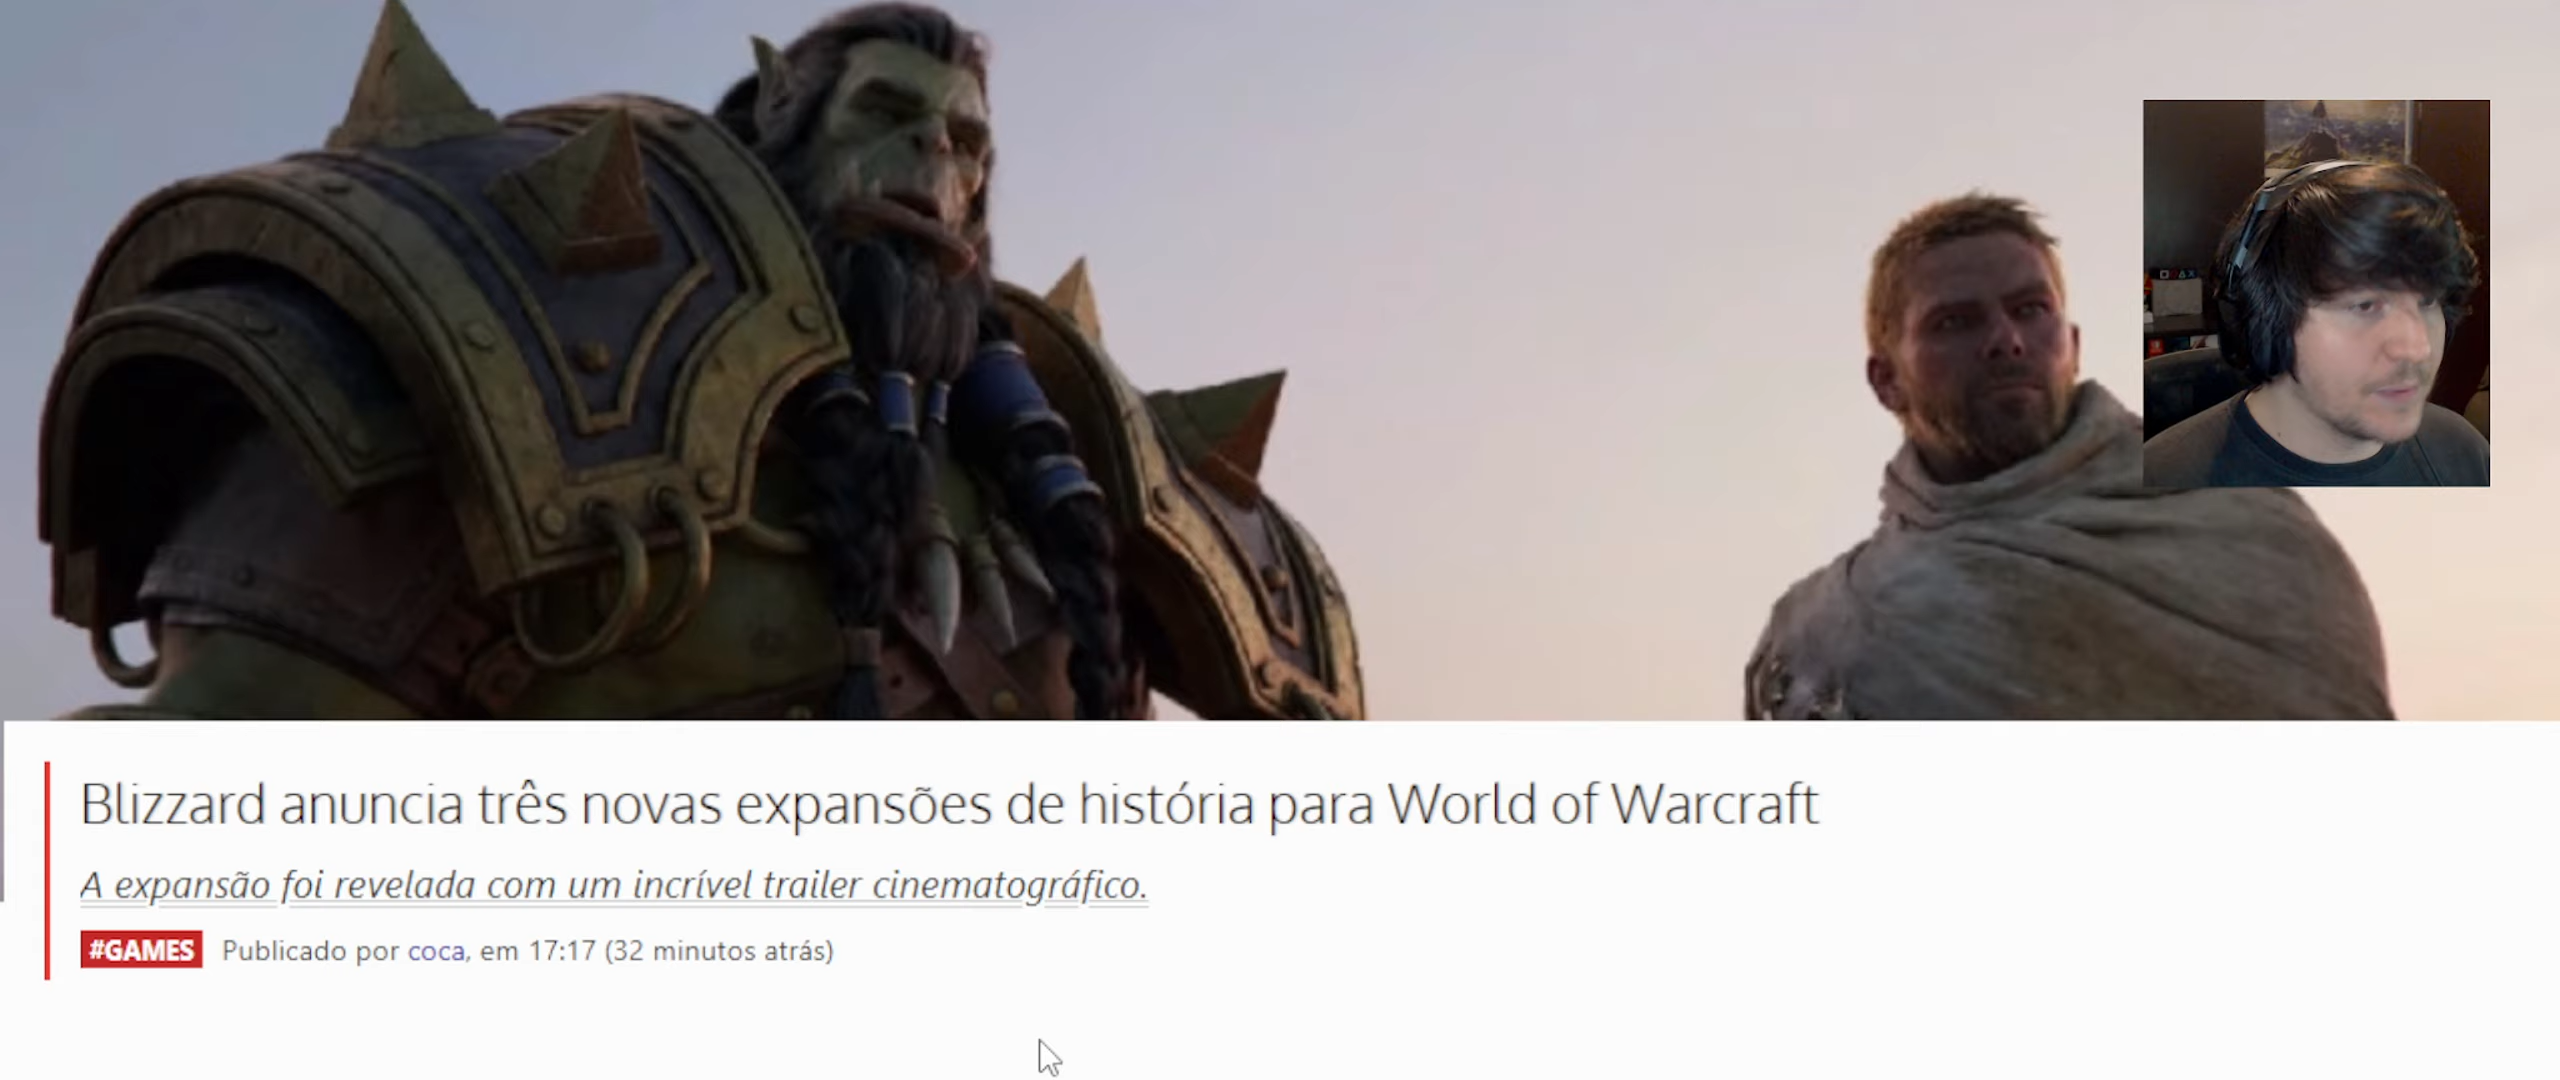 Blizzard anuncia três novas expansões de história para World of Warcraft
A expansão foi revelada com um incrível trailer cinematográfico.
#GAMES Publicado por coca, em 17:17 (32 minutos atrás)